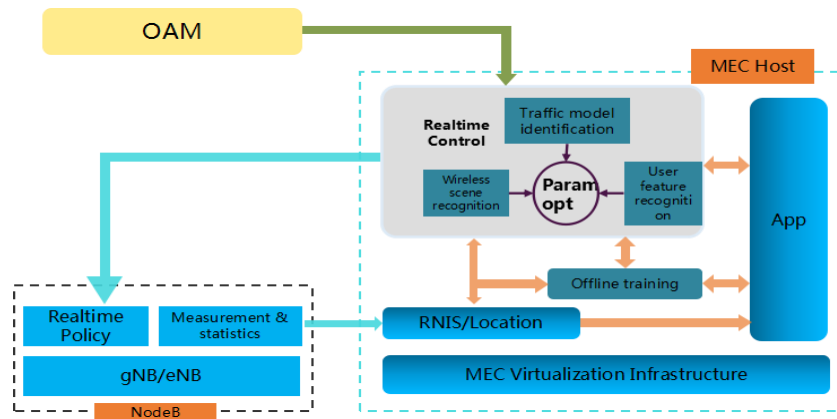 OAM
MEC Host
Realtime
Control
Traffic model
identification
Wireless
scene
recognition
Param
opt
User
feature
recogniti
on
App
Offline training
Realtime
Policy
Measurement &
statistics
RNIS/Location
gNB/eNB
MEC Virtualization Infrastructure
NodeB